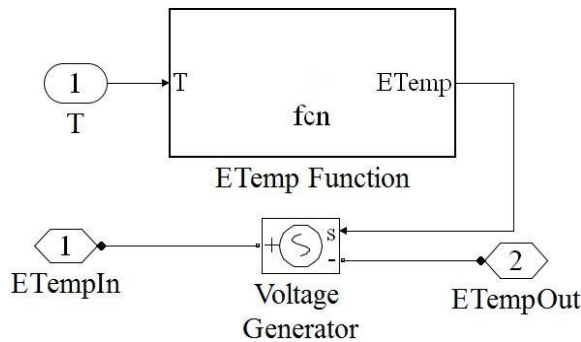 1
T
T
ETemp
fcn
ETemp Function
1
ETempIn
+
s
-
Voltage
Generator
2
ETempOut